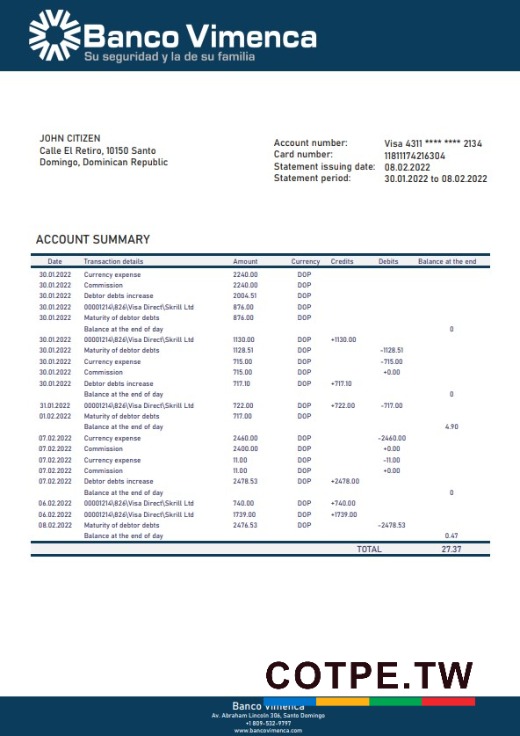 Banco Vimenca
Su seguridad y la de su familia
JOHN CITIZEN
Calle El Retiro, 10150 Santo
Domingo, Dominican Republic
Account number: Visa 4311 **** **** 2134
Card number: 11811174216304
Statement issuing date: 08.02.2022
Statement period: 30.01.2022 to 08.02.2022
ACCOUNT SUMMARY
Date Transaction details Amount Currency Credits Debits Balance at the end
30.01.2022 Currency expense 2240.00 DOP
30.01.2022 Commission 2240.00 DOP
30.01.2022 Debtor debts increase 2004.51 DOP
30.01.2022 00001214\826\Visa Direct\Skrill Ltd 876.00 DOP
30.01.2022 Maturity of debtor debts 876.00 DOP
Balance at the end of day 0
30.01.2022 00001214\826\Visa Direct\Skrill Ltd 1130.00 DOP +1130.00
30.01.2022 Maturity of debtor debts 1128.51 DOP -1128.51
30.01.2022 Currency expense 715.00 DOP -715.00
30.01.2022 Commission 715.00 DOP +0.00
30.01.2022 Debtor debts increase 717.10 DOP +717.10
Balance at the end of day 0
31.01.2022 00001214\826\Visa Direct\Skrill Ltd 722.00 DOP +722.00 -717.00
01.02.2022 Maturity of debtor debts 717.00 DOP
Balance at the end of day 4.90
07.02.2022 Currency expense 2460.00 DOP -2460.00
07.02.2022 Commission 2400.00 DOP +0.00
07.02.2022 Currency expense 11.00 DOP -11.00
07.02.2022 Commission 11.00 DOP +0.00
07.02.2022 Debtor debts increase 2478.53 DOP +2478.00
Balance at the end of day 0
06.02.2022 00001214\826\Visa Direct\Skrill Ltd 740.00 DOP +740.00
06.02.2022 00001214\826\Visa Direct\Skrill Ltd 1739.00 DOP +1739.00
08.02.2022 Maturity of debtor debts 2476.53 DOP -2478.53
Balance at the end of day 0.47
TOTAL 27.37
COTPE.TW
Banco Vimenca
Av. Abraham Lincoln 306, Santo Domingo
+1 809-532-9797
www.bancovimenca.com